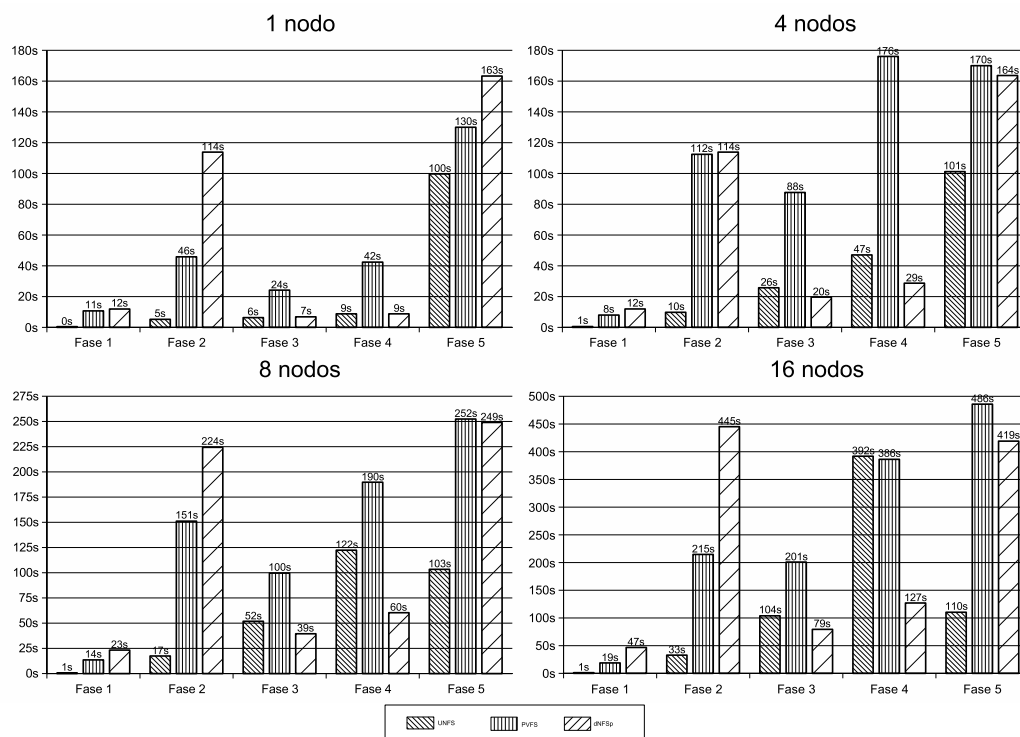 1 nodo
180s
160s
140s
120s
100s
80s
60s
40s
20s
0s
0s 11s 12s
5s 46s 114s
6s 24s 7s
9s 42s 9s
100s 130s 163s
Fase 1 Fase 2 Fase 3 Fase 4 Fase 5
4 nodos
180s
160s
140s
120s
100s
80s
60s
40s
20s
0s
1s 8s 12s
10s 112s 114s
26s 88s 20s
47s 176s 29s
101s 170s 164s
Fase 1 Fase 2 Fase 3 Fase 4 Fase 5
8 nodos
275s
250s
225s
200s
175s
150s
125s
100s
75s
50s
25s
0s
1s 14s 23s
17s 151s 224s
52s 100s 39s
122s 190s 60s
103s 252s 249s
Fase 1 Fase 2 Fase 3 Fase 4 Fase 5
16 nodos
500s
450s
400s
350s
300s
250s
200s
150s
100s
50s
0s
1s 19s 47s
33s 215s 445s
104s 201s 79s
392s 386s 127s
110s 486s 419s
Fase 1 Fase 2 Fase 3 Fase 4 Fase 5
UNFS PVFS dNFSp